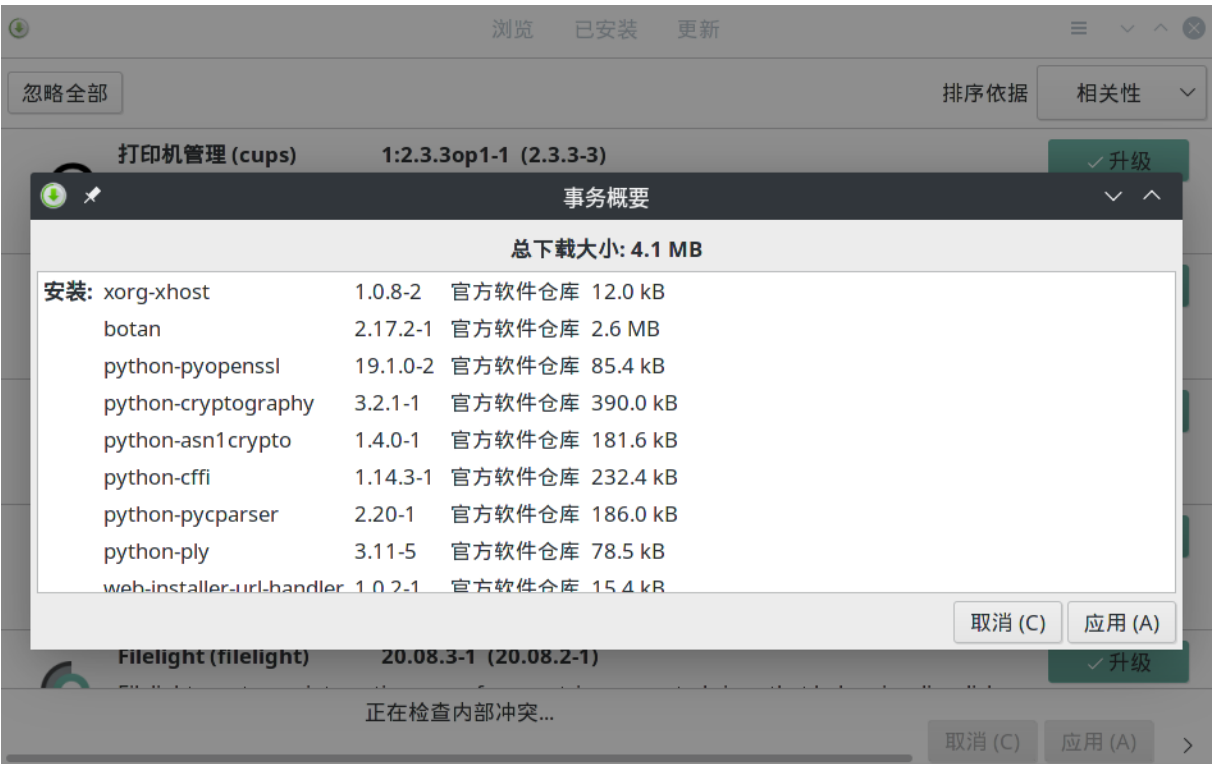 浏览 已安装 更新
忽略全部 排序依据 相关性
打印机管理 (cups) 1:2.3.3op1-1 (2.3.3-3) 升级
事务概要
总下载大小: 4.1 MB
安装: xorg-xhost 1.0.8-2 官方软件仓库 12.0 kB
botan 2.17.2-1 官方软件仓库 2.6 MB
python-pyopenssl 19.1.0-2 官方软件仓库 85.4 kB
python-cryptography 3.2.1-1 官方软件仓库 390.0 kB
python-asn1crypto 1.4.0-1 官方软件仓库 181.6 kB
python-cffi 1.14.3-1 官方软件仓库 232.4 kB
python-pycparser 2.20-1 官方软件仓库 186.0 kB
python-ply 3.11-5 官方软件仓库 78.5 kB
web-installer-url-handler 1.0.2-1 官方软件仓库 15.4 kB
取消 (C) 应用 (A)
Filelight (filelight) 20.08.3-1 (20.08.2-1) 升级
正在检查内部冲突...
取消 (C) 应用 (A)